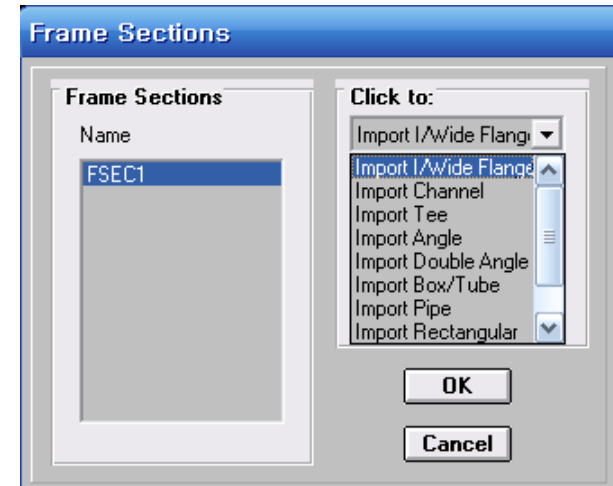 Frame Sections
Frame Sections
Name
FSEC1
Click to:
Import I/Wide Flang
Import I/Wide Flange
Import Channel
Import Tee
Import Angle
Import Double Angle
Import Box/Tube
Import Pipe
Import Rectangular
OK
Cancel